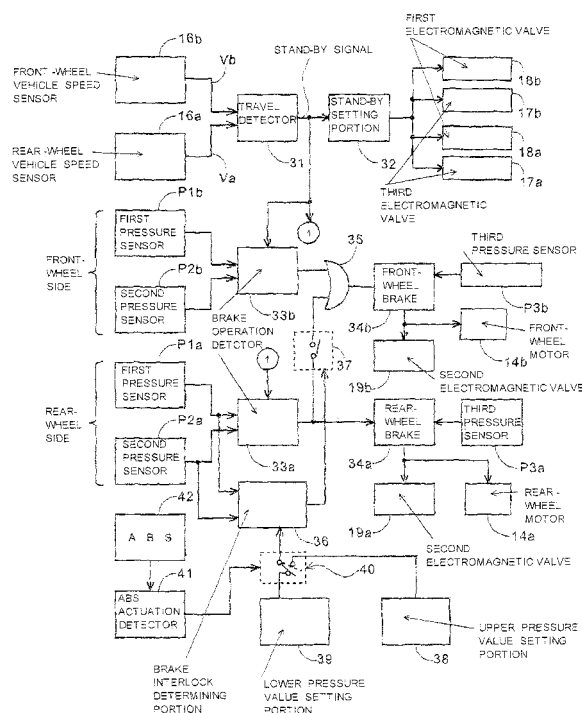 16b
FRONT-WHEEL
VEHICLE SPEED
SENSOR
Vb
STAND-BY SIGNAL
FIRST
ELECTROMAGNETIC VALVE
18b
TRAVEL
DETECTOR
31
STAND-BY
SETTING
PORTION
32
17b
16a
REAR-WHEEL
VEHICLE SPEED
SENSOR
Va
18a
17a
THIRD
ELECTROMAGNETIC
VALVE
P1b
FIRST
PRESSURE
SENSOR
1
FRONT-
WHEEL
SIDE
P2b
SECOND
PRESSURE
SENSOR
33b
BRAKE
OPERATION
DETCTOR
35
FRONT-
WHEEL
BRAKE
34b
THIRD
PRESSURE SENSOR
P3b
FRONT-
WHEEL
MOTOR
14b
37
19b
SECOND
ELECTROMAGNETIC VALVE
P1a
FIRST
PRESSURE
SENSOR
1
REAR-
WHEEL
SIDE
P2a
SECOND
PRESSURE
SENSOR
33a
REAR-
WHEEL
BRAKE
34a
THIRD
PRESSURE
SENSOR
P3a
42
ABS
36
19a
REAR-
WHEEL
MOTOR
14a
SECOND
ELECTROMAGNETIC VALVE
41
ABS
ACTUATION
DETECTOR
40
39
38
UPPER PRESSURE
VALUE SETTING
PORTION
BRAKE
INTERLOCK
DETERMINING
PORTION
LOWER PRESSURE
VALUE SETTING
PORTION